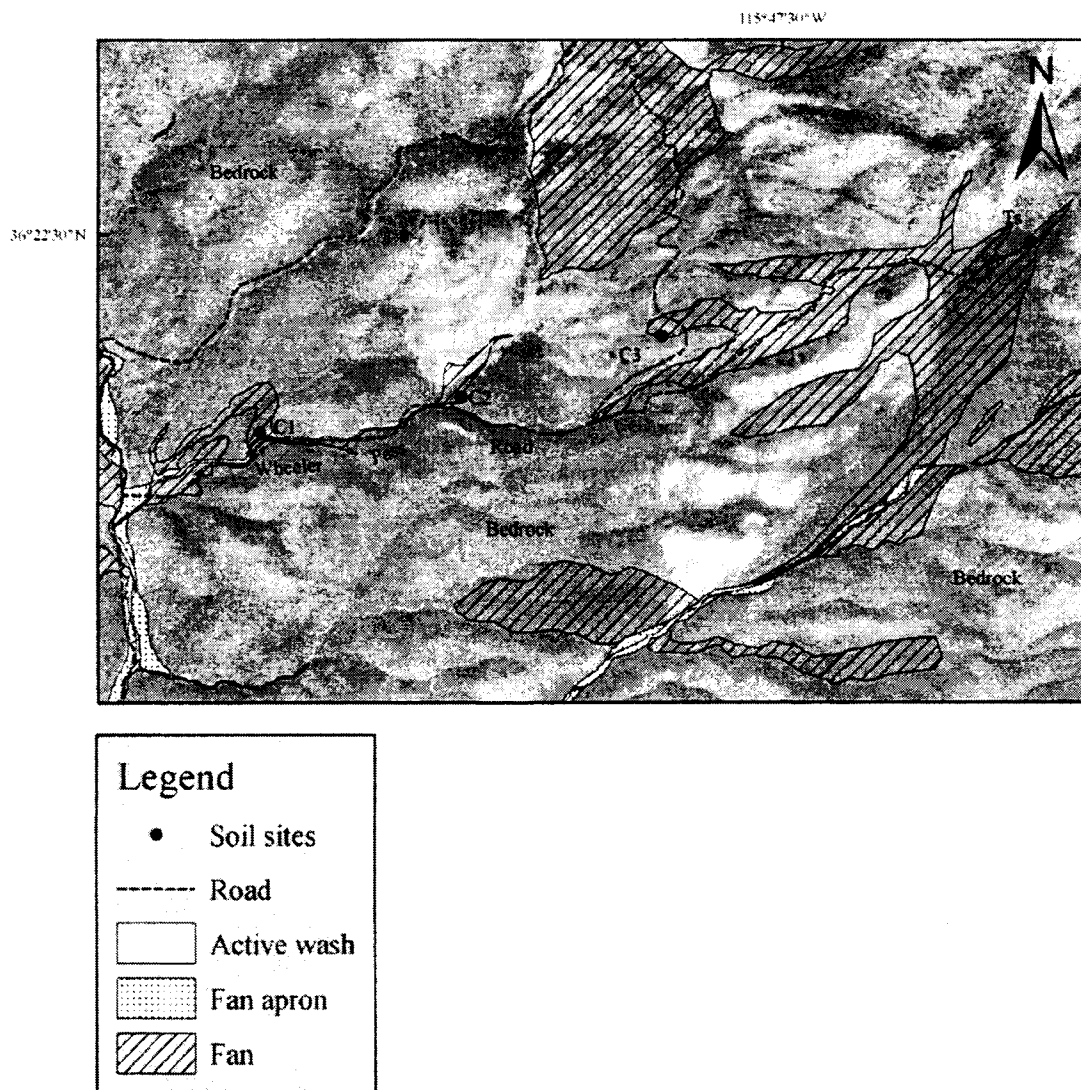 115°47'30"W
N
Bedrock
36°22'30"N
C3
C2
C1
Road
Wheeler
Bedrock
Bedrock
Legend
Soil sites
Road
Active wash
Fan apron
Fan